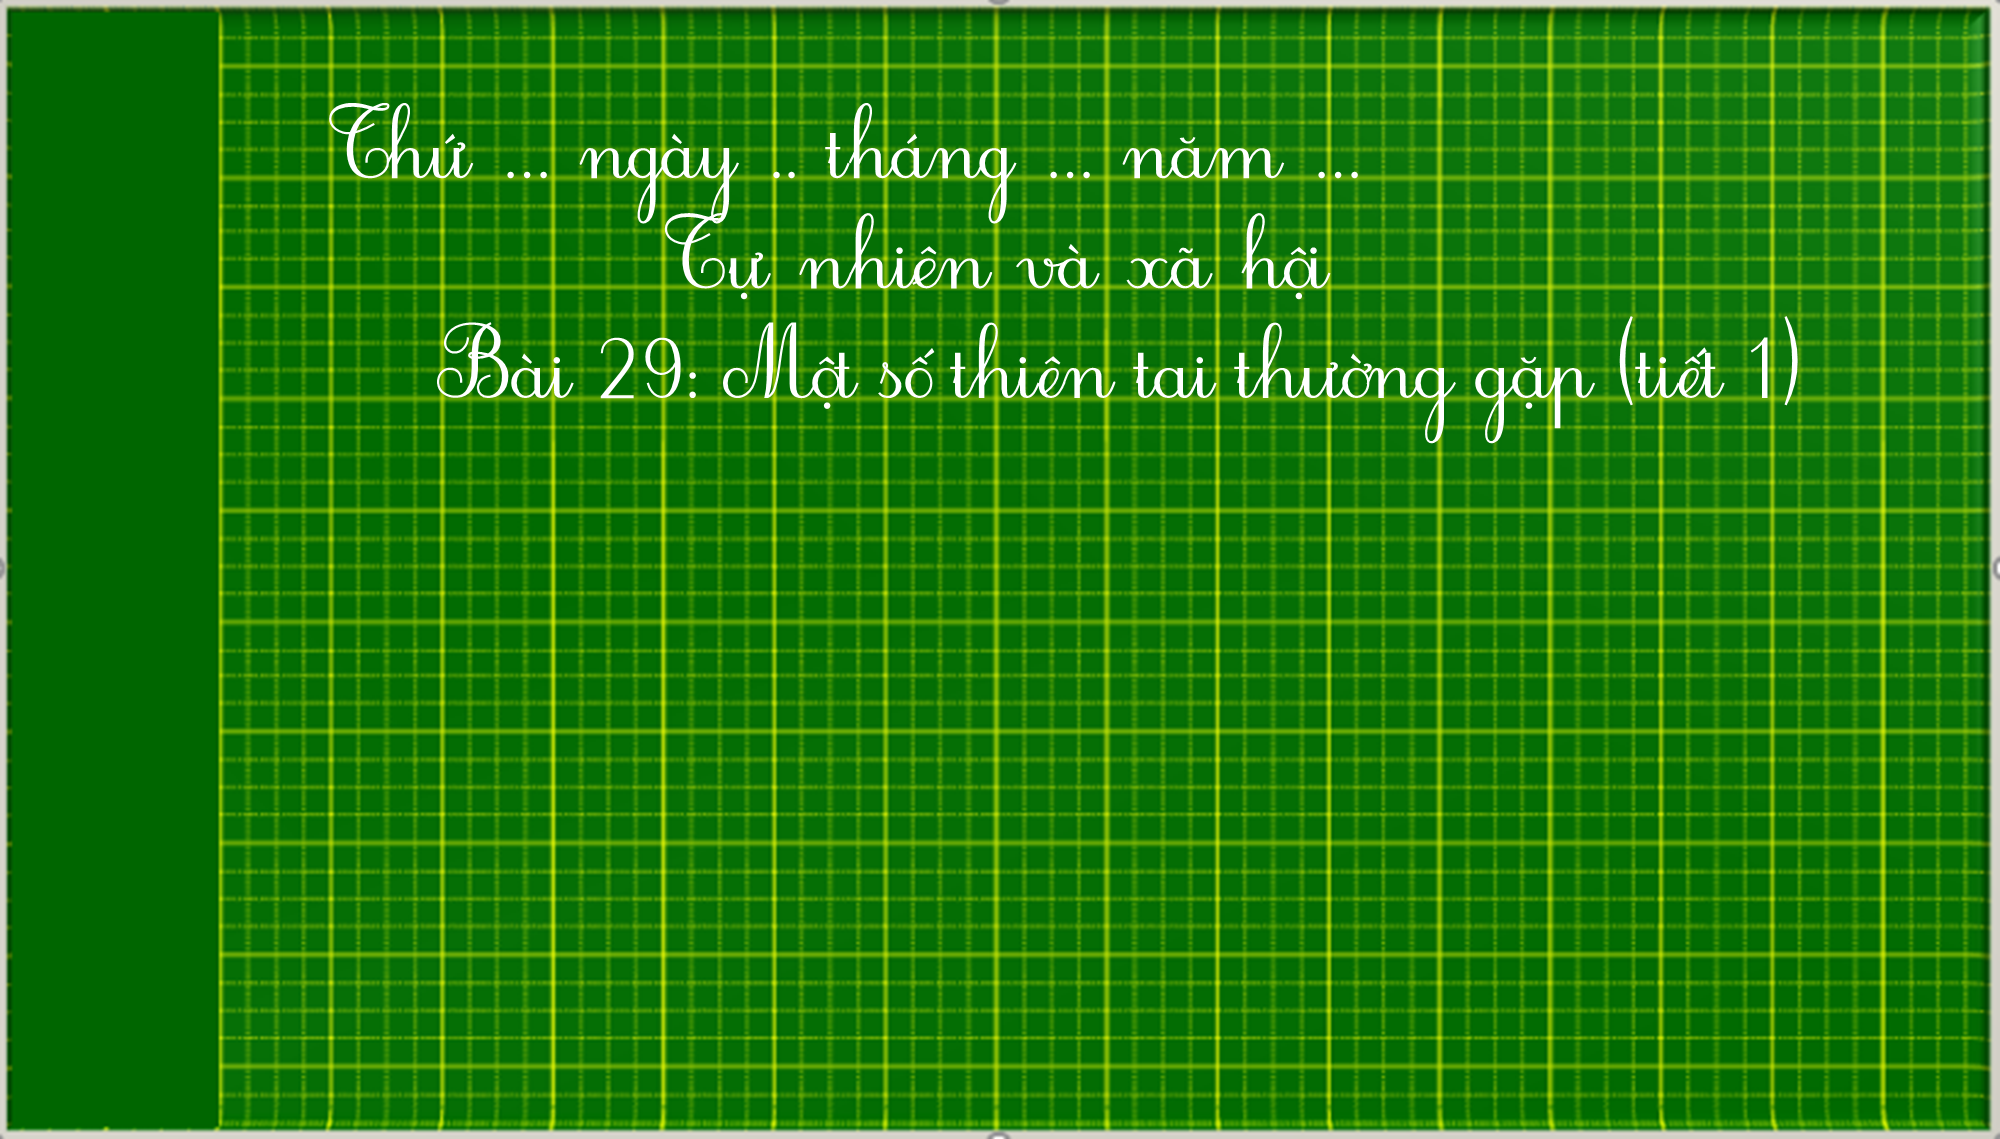 Thứ ... ngày .. tháng ... năm ...
Tự nhiên và xã hội
Bài 29: Một số thiên tai thường gặp (tiết 1)